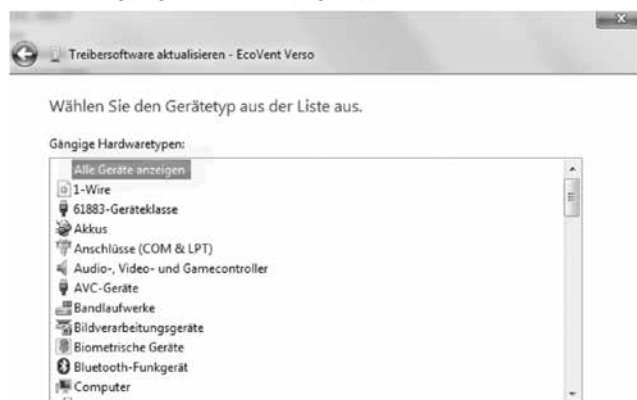 Treibersoftware aktualisieren - EcoVent Verso
Wählen Sie den Gerätetyp aus der Liste aus.
Gängige Hardwaretypen:
Alle Geräte anzeigen
1-Wire
61883-Geräteklasse
Akkus
Anschlüsse (COM & LPT)
Audio-, Video- und Gamecontroller
AVC-Geräte
Bandlaufwerke
Bildverarbeitungsgeräte
Biometrische Geräte
Bluetooth-Funkgerät
Computer